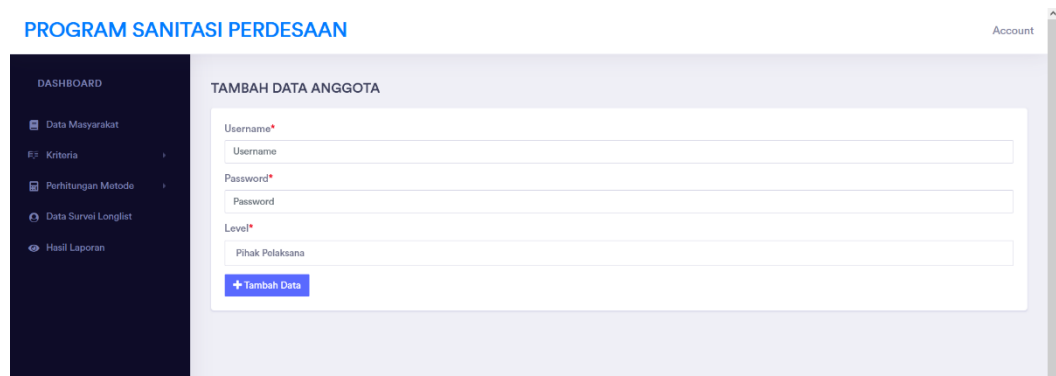 PROGRAM SANITASI PERDESAAN
Account
DASHBOARD
Data Masyarakat
Kriteria
Perhitungan Metode
Data Survei Longlist
Hasil Laporan
TAMBAH DATA ANGGOTA
Username*
Username
Password*
Password
Level*
Pihak Pelaksana
+ Tambah Data